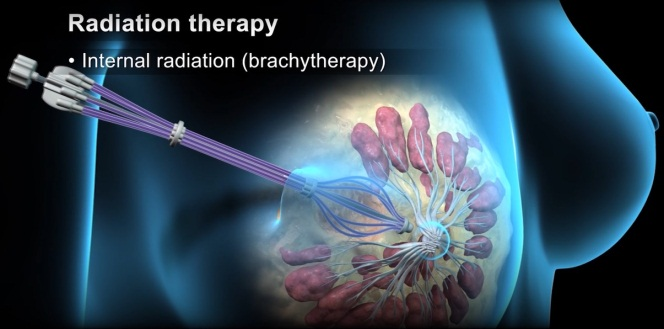 Radiation therapy
• Internal radiation (brachytherapy)